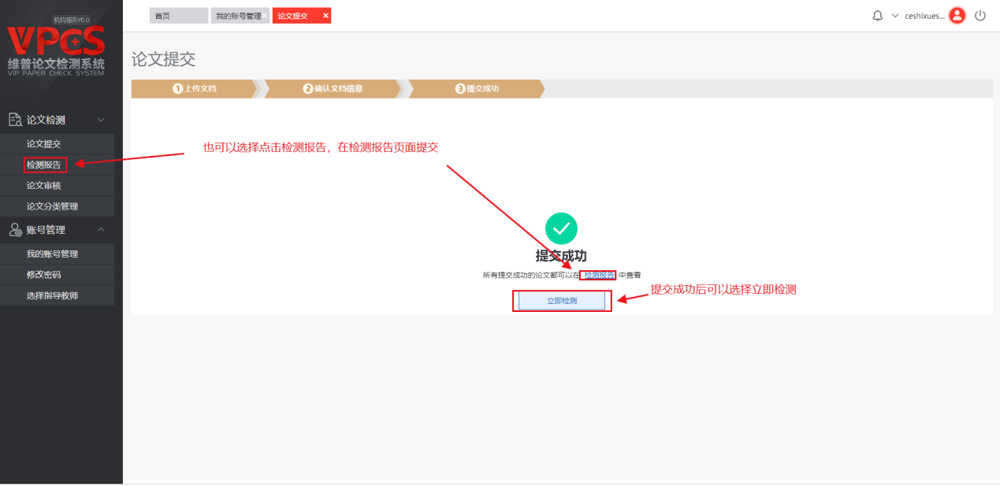 机构服务V5.0
VPCS
维普论文检测系统
VIP PAPER CHECK SYSTEM
首页
我的账号管理
论文提交
ceshixues...
论文提交
1 上传文档
2 确认文档信息
3 提交成功
论文检测
论文提交
检测报告
论文审核
论文分类管理
账号管理
我的账号管理
修改密码
选择指导教师
也可以选择点击检测报告，在检测报告页面提交
提交成功
所有提交成功的论文都可以在 检测报告 中查看
提交成功后可以选择立即检测
立即检测